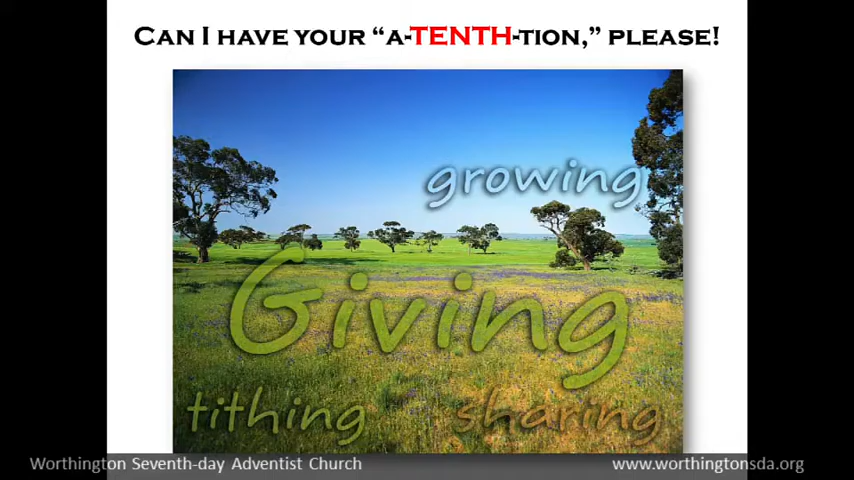 CAN I HAVE YOUR “A-TENTH-TION,” PLEASE!
growing
Giving
tithing sharing
Worthington Seventh-day Adventist Church www.worthingtonsda.org